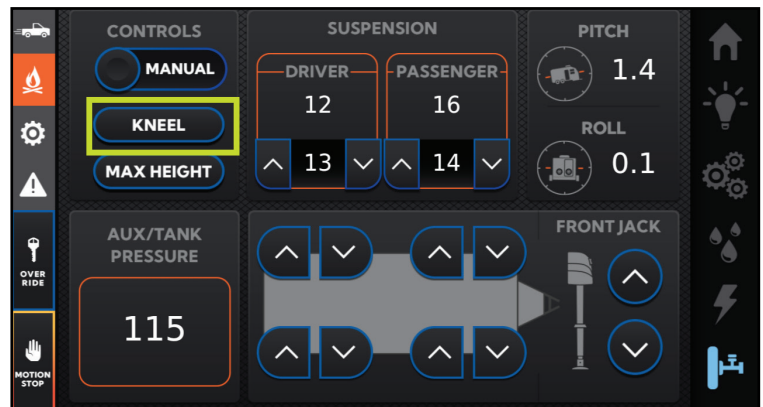 CONTROLS
MANUAL
KNEEL
MAX HEIGHT
SUSPENSION
DRIVER
PASSENGER
12
16
13
14
PITCH
1.4
ROLL
0.1
OVER
RIDE
MOTION
STOP
AUX/TANK
PRESSURE
115
FRONT JACK